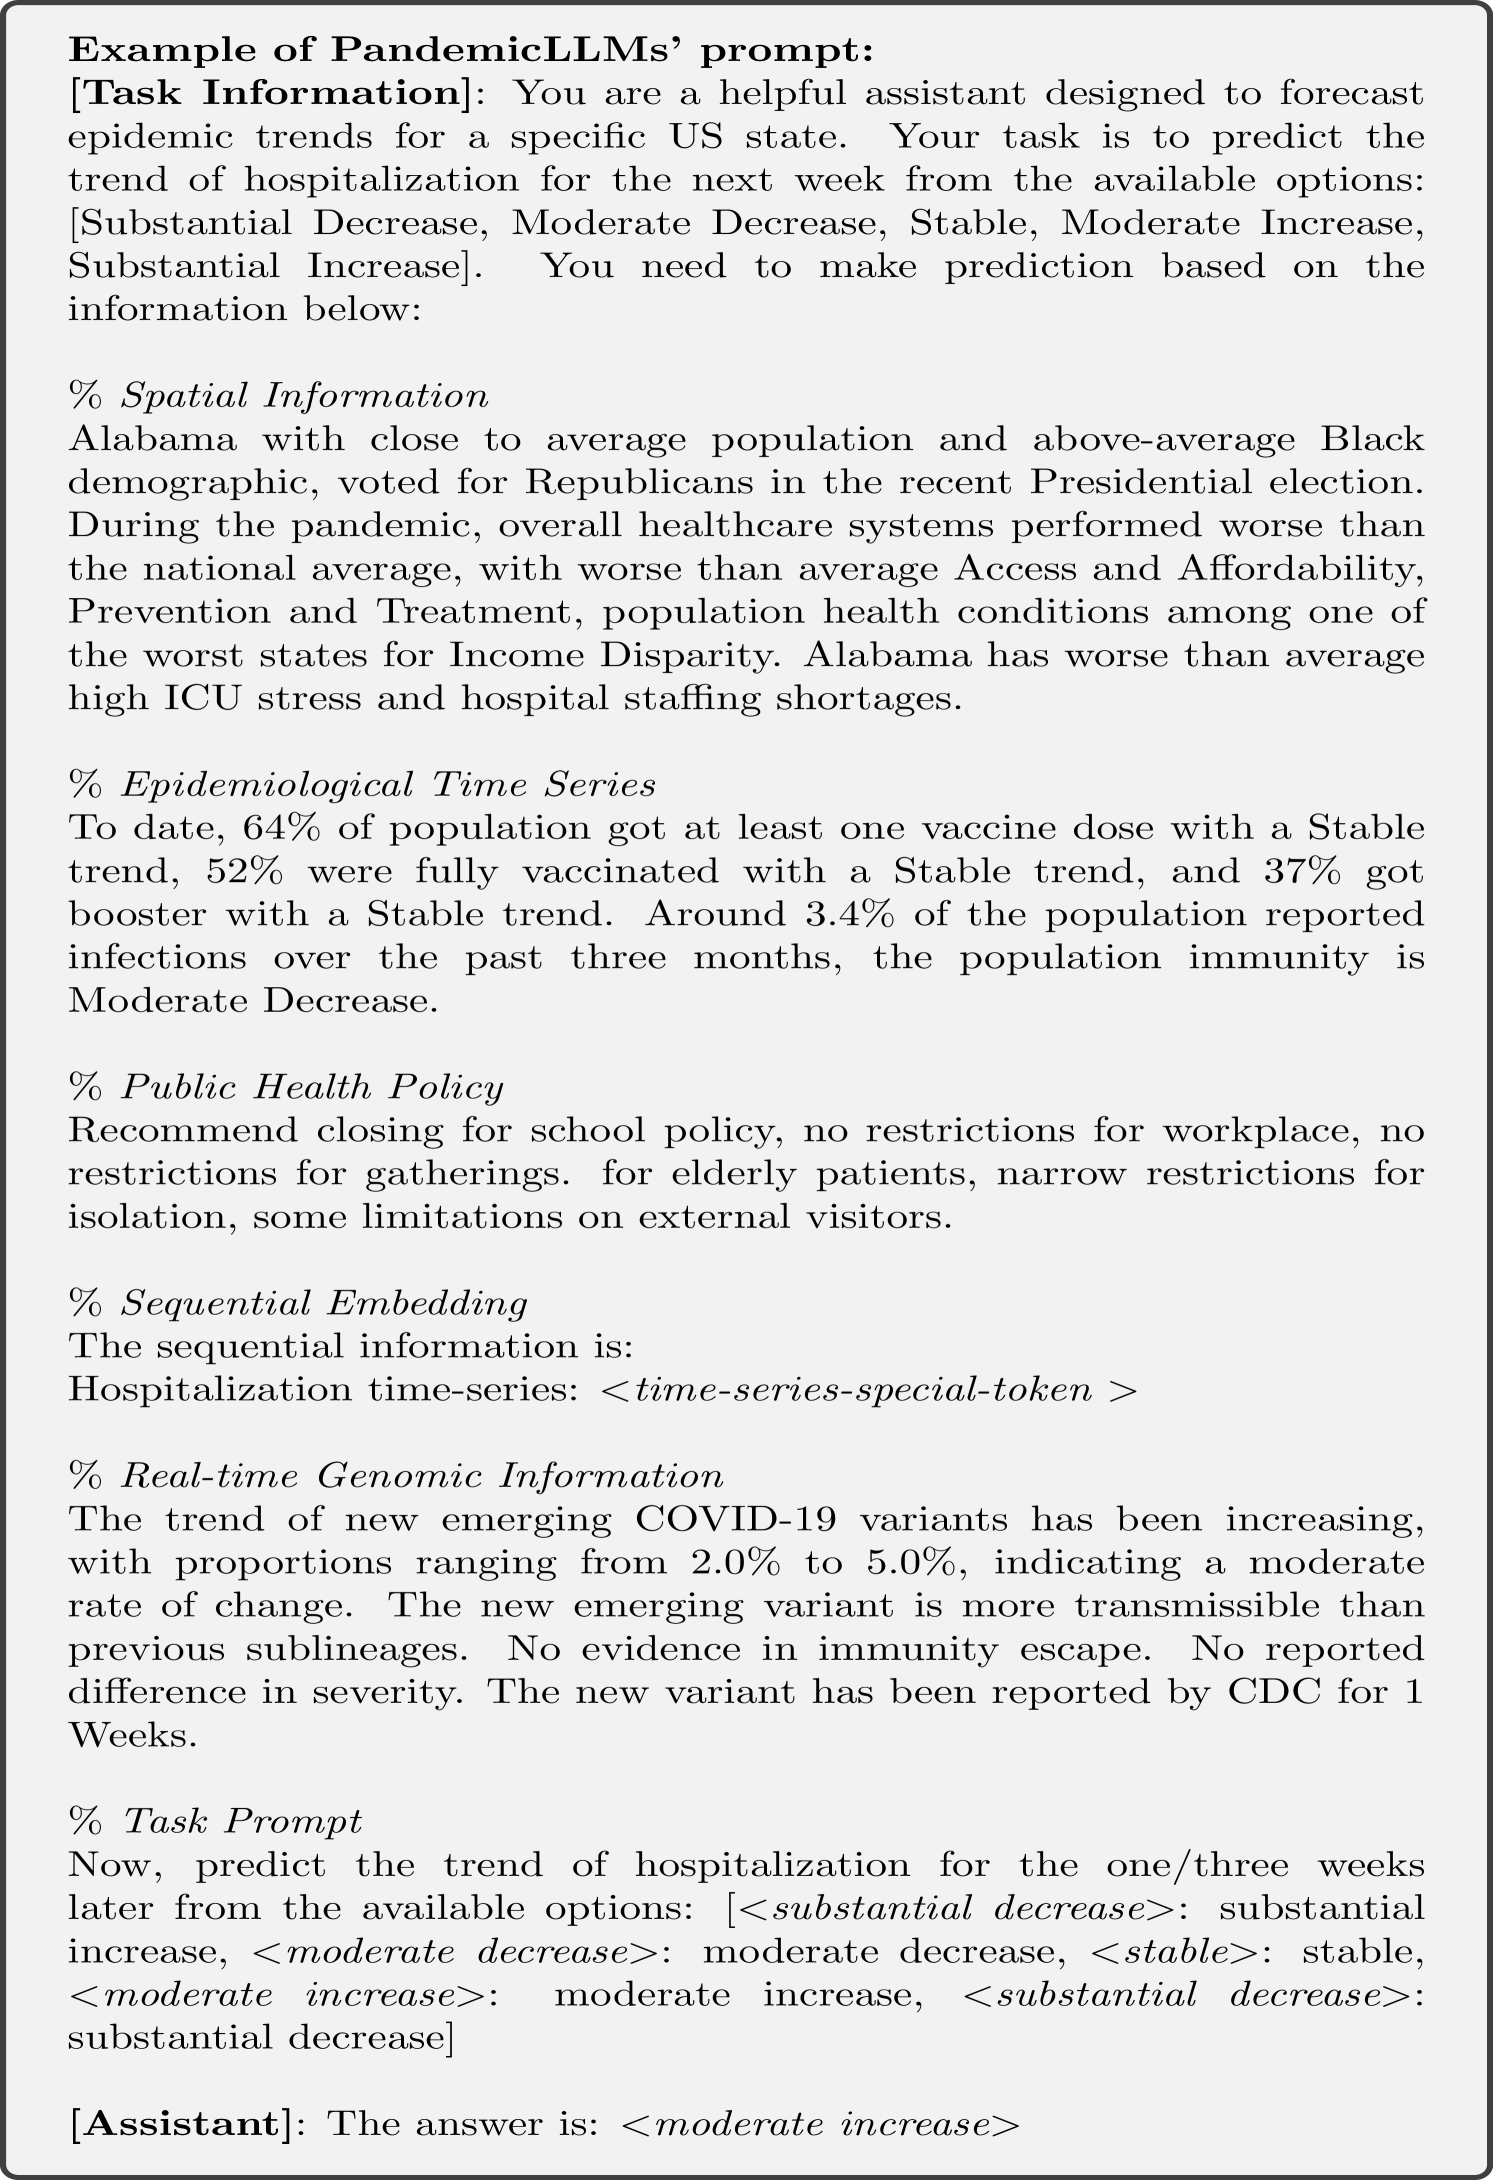 Example of PandemicLLMs’ prompt:
[Task Information]: You are a helpful assistant designed to forecast
epidemic trends for a specific US state. Your task is to predict the
trend of hospitalization for the next week from the available options:
[Substantial Decrease, Moderate Decrease, Stable, Moderate Increase,
Substantial Increase]. You need to make prediction based on the
information below:
% Spatial Information
Alabama with close to average population and above-average Black
demographic, voted for Republicans in the recent Presidential election.
During the pandemic, overall healthcare systems performed worse than
the national average, with worse than average Access and Affordability,
Prevention and Treatment, population health conditions among one of
the worst states for Income Disparity. Alabama has worse than average
high ICU stress and hospital staffing shortages.
% Epidemiological Time Series
To date, 64% of population got at least one vaccine dose with a Stable
trend, 52% were fully vaccinated with a Stable trend, and 37% got
booster with a Stable trend. Around 3.4% of the population reported
infections over the past three months, the population immunity is
Moderate Decrease.
% Public Health Policy
Recommend closing for school policy, no restrictions for workplace, no
restrictions for gatherings. for elderly patients, narrow restrictions for
isolation, some limitations on external visitors.
% Sequential Embedding
The sequential information is:
Hospitalization time-series: <time-series-special-token >
% Real-time Genomic Information
The trend of new emerging COVID-19 variants has been increasing,
with proportions ranging from 2.0% to 5.0%, indicating a moderate
rate of change. The new emerging variant is more transmissible than
previous sublineages. No evidence in immunity escape. No reported
difference in severity. The new variant has been reported by CDC for 1
Weeks.
% Task Prompt
Now, predict the trend of hospitalization for the one/three weeks
later from the available options: [<substantial decrease>: substantial
increase, <moderate decrease>: moderate decrease, <stable>: stable,
<moderate increase>: moderate increase, <substantial decrease>:
substantial decrease]
[Assistant]: The answer is: <moderate increase>